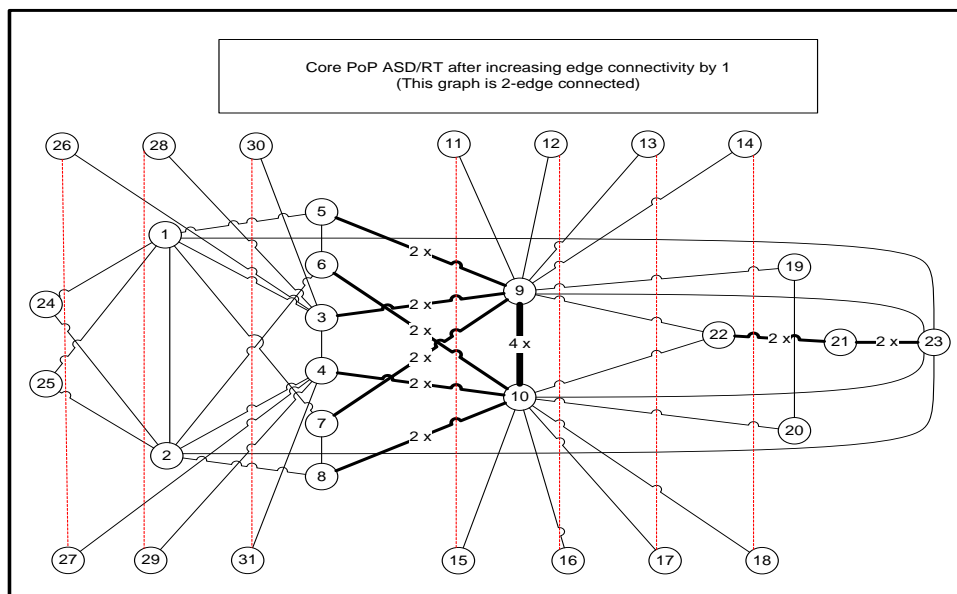 Core PoP ASD/RT after increasing edge connectivity by 1
(This graph is 2-edge connected)
26 28 30 11 12 13 14
5
1
2 x
6
19
24
3
2 x
9
2 x
22 2 x 21 2 x 23
4 x
2 x
4
25
2 x
10
7
20
2 x
2
8
27 29 31 15 16 17 18